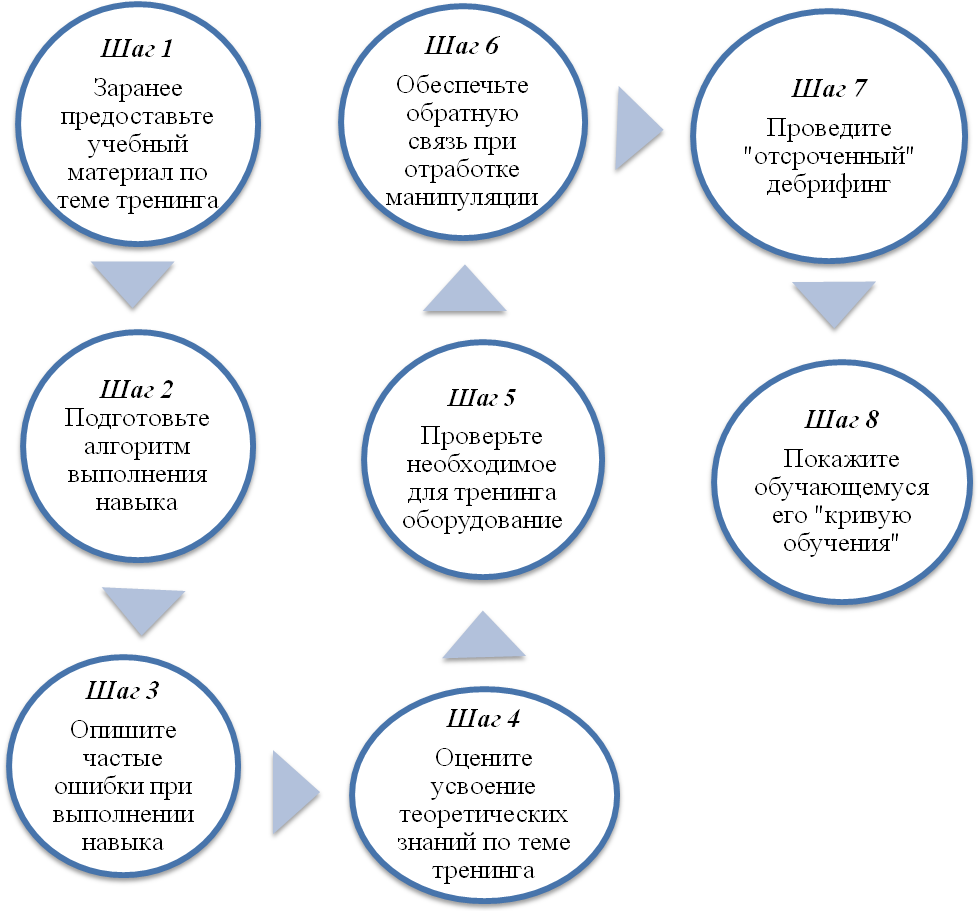 Шаг 1
Заранее
предоставьте
учебный
материал по
теме тренинга
Шаг 2
Подготовьте
алгоритм
выполнения
навыка
Шаг 3
Опишите
частые
ошибки при
выполнении
навыка
Шаг 4
Оцените
усвоение
теоретических
знаний по теме
тренинга
Шаг 5
Проверьте
необходимое
для тренинга
оборудование
Шаг 6
Обеспечьте
обратную
связь при
отработке
манипуляции
Шаг 7
Проведите
"отсроченный"
дебрифинг
Шаг 8
Покажите
обучающемуся
его "кривую
обучения"